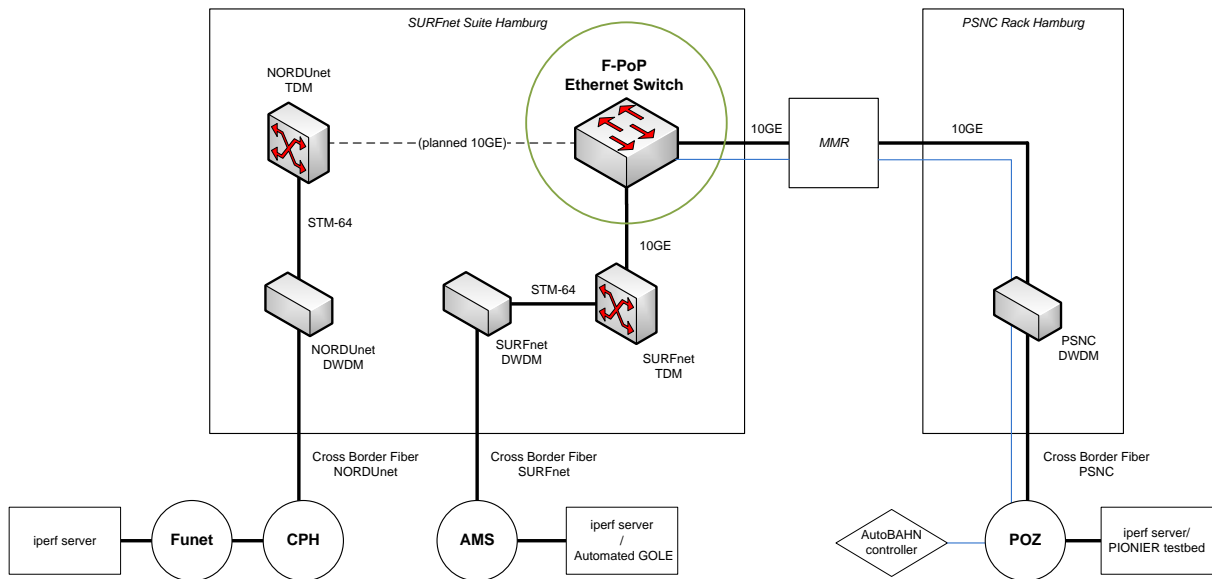 SURFnet Suite Hamburg
PSNC Rack Hamburg
F-PoP
Ethernet Switch
NORDUnet
TDM
(planned 10GE)
10GE
MMR
10GE
STM-64
10GE
STM-64
NORDUnet
DWDM
SURFnet
DWDM
SURFnet
TDM
PSNC
DWDM
Cross Border Fiber
NORDUnet
Cross Border Fiber
SURFnet
Cross Border Fiber
PSNC
iperf server
Funet
CPH
AMS
iperf server
/
Automated GOLE
AutoBAHN
controller
POZ
iperf server/
PIONIER testbed